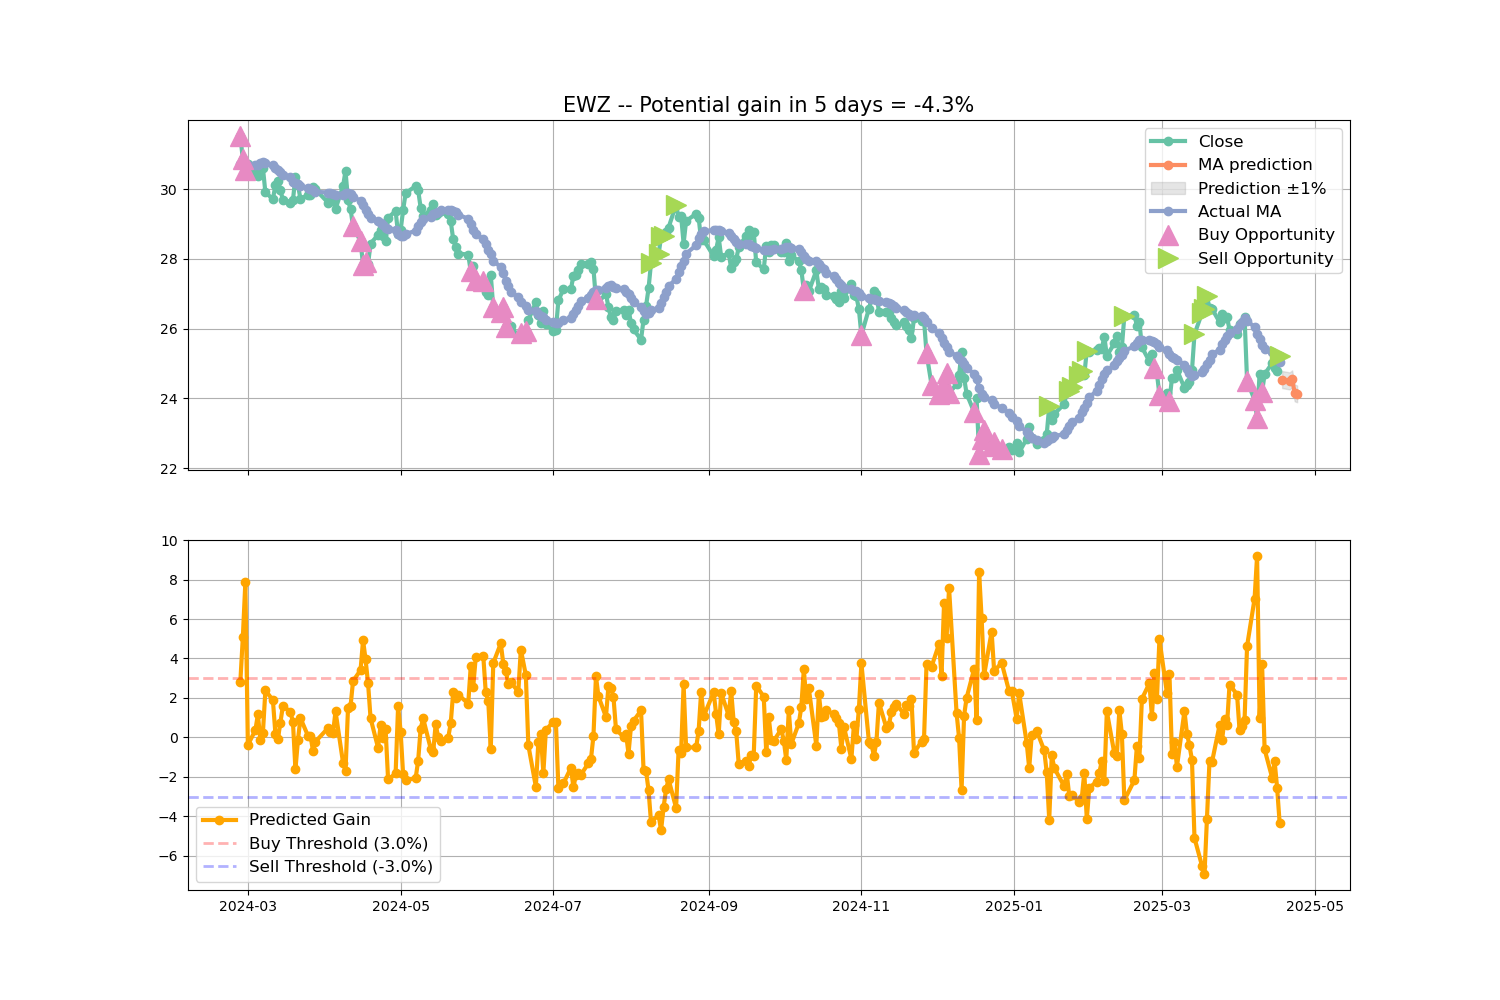 EWZ -- Potential gain in 5 days = -4.3%
30
28
26
24
22
Close
MA prediction
Prediction ±1%
Actual MA
Buy Opportunity
Sell Opportunity
10
8
6
4
2
0
−2
−4
−6
Predicted Gain
Buy Threshold (3.0%)
Sell Threshold (-3.0%)
2024-03 2024-05 2024-07 2024-09 2024-11 2025-01 2025-03 2025-05